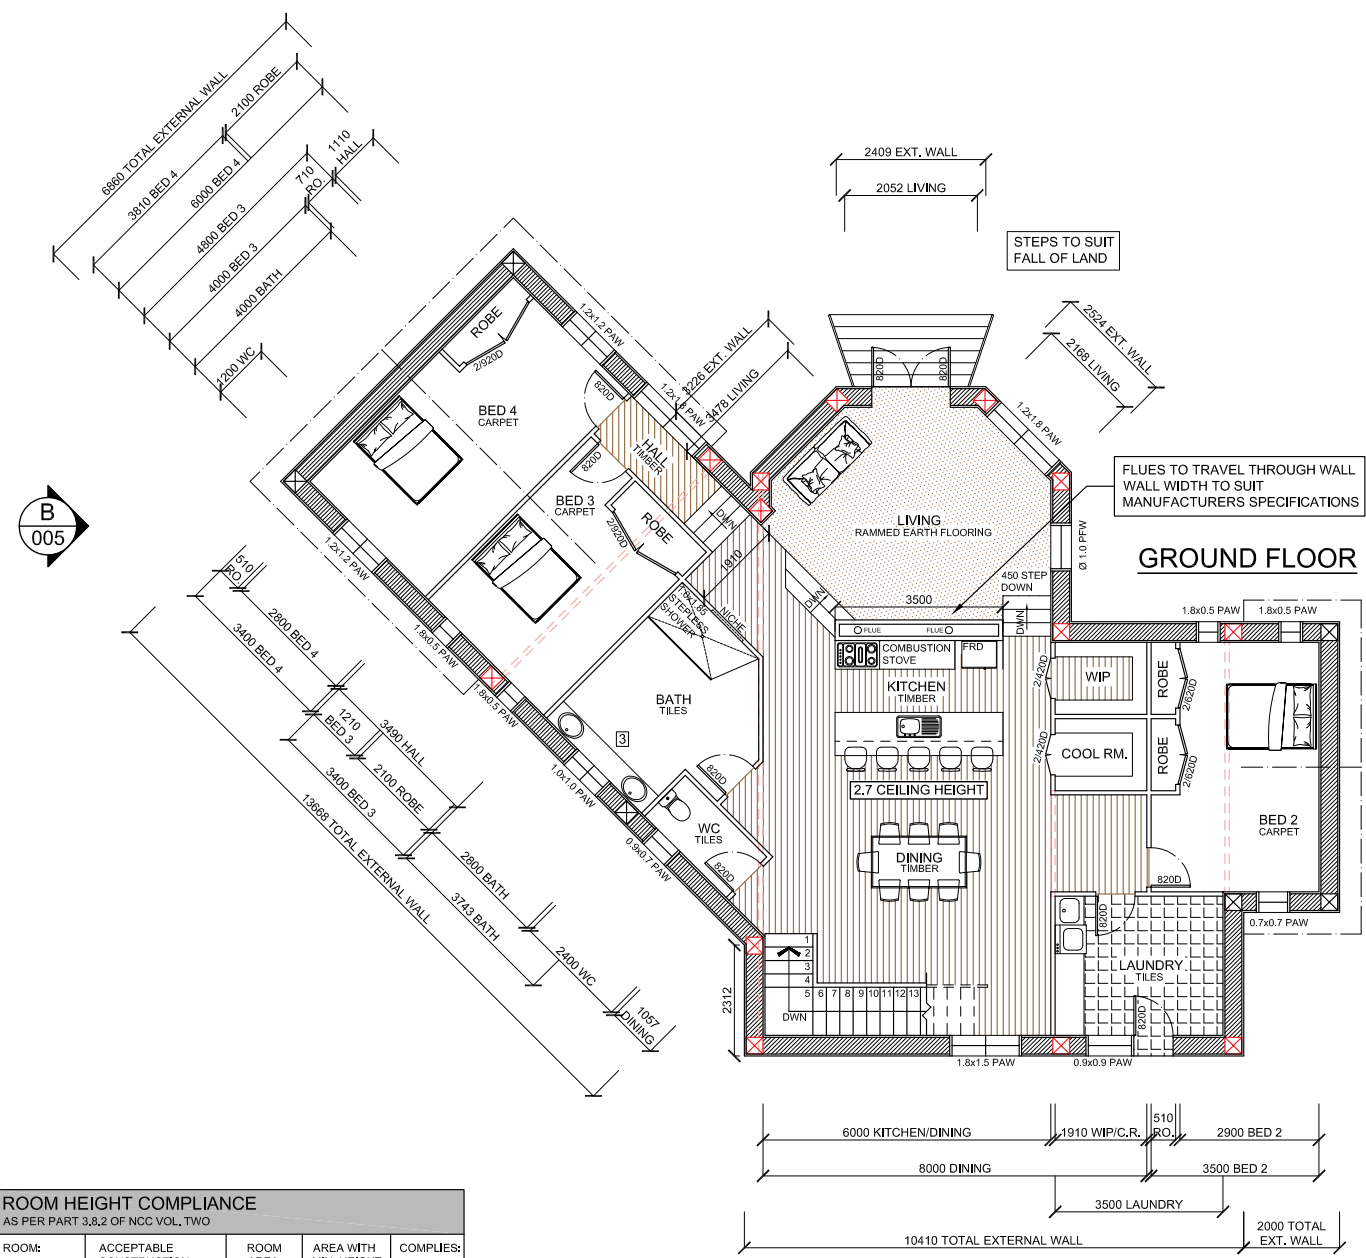 6860 TOTAL EXTERNAL WALL
2100 ROBE
3810 BED 4
6000 BED 4
1110
HALL
710
RO.
4800 BED 3
4000 BED 3
4000 BATH
1200 WC
2409 EXT. WALL
2052 LIVING
STEPS TO SUIT
FALL OF LAND
2524 EXT. WALL
2168 LIVING
EXT. WALL
3478 LIVING
1.2x1.2 PAW
ROBE
2/920D
820D
1.2x1.8 PAW
BED 4
CARPET
HALL
TIMBER
820D
820D
820D
1.2x1.8 PAW
B
005
BED 3
CARPET
ROBE
2/920D
DWN
1910
LIVING
RAMMED EARTH FLOORING
FLUES TO TRAVEL THROUGH WALL
WALL WIDTH TO SUIT
MANUFACTURERS SPECIFICATIONS
Ø 1.0 PFW
GROUND FLOOR
1.2x1.2 PAW
510
RO.
2800 BED 4
3400 BED 4
STEPLESS
SHOWER
NICHE
DWN
3500
450 STEP
DOWN
DWN
1.8x0.5 PAW
1.8x0.5 PAW
FLUE
FLUE
COMBUSTION
STOVE
FRD
KITCHEN
TIMBER
2/420D
WIP
ROBE
2/620D
1.8x0.5 PAW
1.8x0.5 PAW
BATH
TILES
3
1.0x1.0 PAW
2/420D
COOL RM.
ROBE
2/620D
1210
BED 3
3490 HALL
3400 BED 3
2100 ROBE
13668 TOTAL EXTERNAL WALL
820D
2.7 CEILING HEIGHT
WC
TILES
820D
0.9x0.7 PAW
DINING
TIMBER
BED 2
CARPET
820D
2800 BATH
3743 BATH
820D
0.7x0.7 PAW
2400 WC
1057
DINING
2312
1
2
3
4
5 6 7 8 9 10 11 12 13
DWN
LAUNDRY
TILES
820D
1.8x1.5 PAW
0.9x0.9 PAW
6000 KITCHEN/DINING
1910 WIP/C.R.
510
RO.
2900 BED 2
8000 DINING
3500 BED 2
3500 LAUNDRY
10410 TOTAL EXTERNAL WALL
2000 TOTAL
EXT. WALL
ROOM HEIGHT COMPLIANCE
AS PER PART 3.8.2 OF NCC VOL. TWO
ROOM:
ACCEPTABLE
ROOM
AREA WITH
COMPLIES: